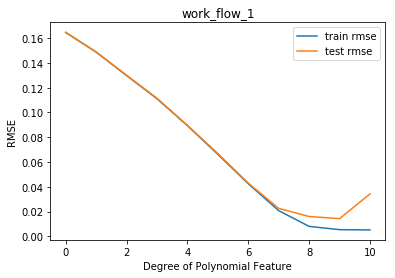 work_flow_1
train rmse
test rmse
0.16
0.14
0.12
0.10
0.08
0.06
0.04
0.02
0.00
RMSE
0 2 4 6 8 10
Degree of Polynomial Feature